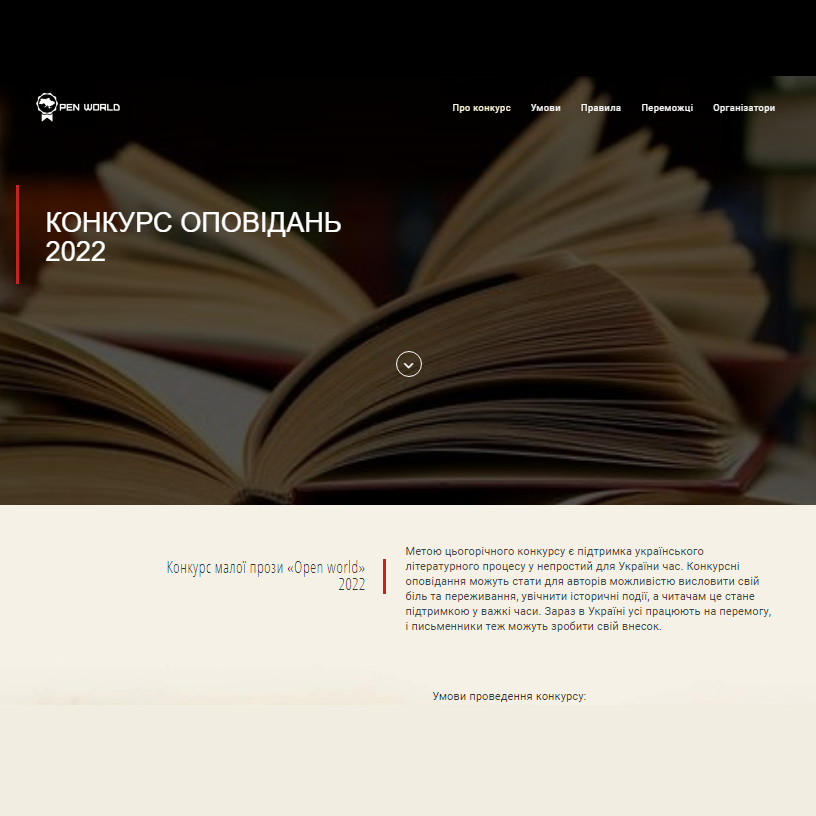 PEN WORLD
Про конкурс Умови Правила Переможці Організатори
КОНКУРС ОПОВІДАНЬ
2022
Конкурс малої прози «Open world»
2022
Метою цьогорічного конкурсу є підтримка українського
літературного процесу у непростий для України час. Конкурсні
оповідання можуть стати для авторів можливістю висловити свій
біль та переживання, увічнити історичні події, а читачам це стане
підтримкою у важкі часи. Зараз в Україні усі працюють на перемогу,
і письменники теж можуть зробити свій внесок.
Умови проведення конкурсу: